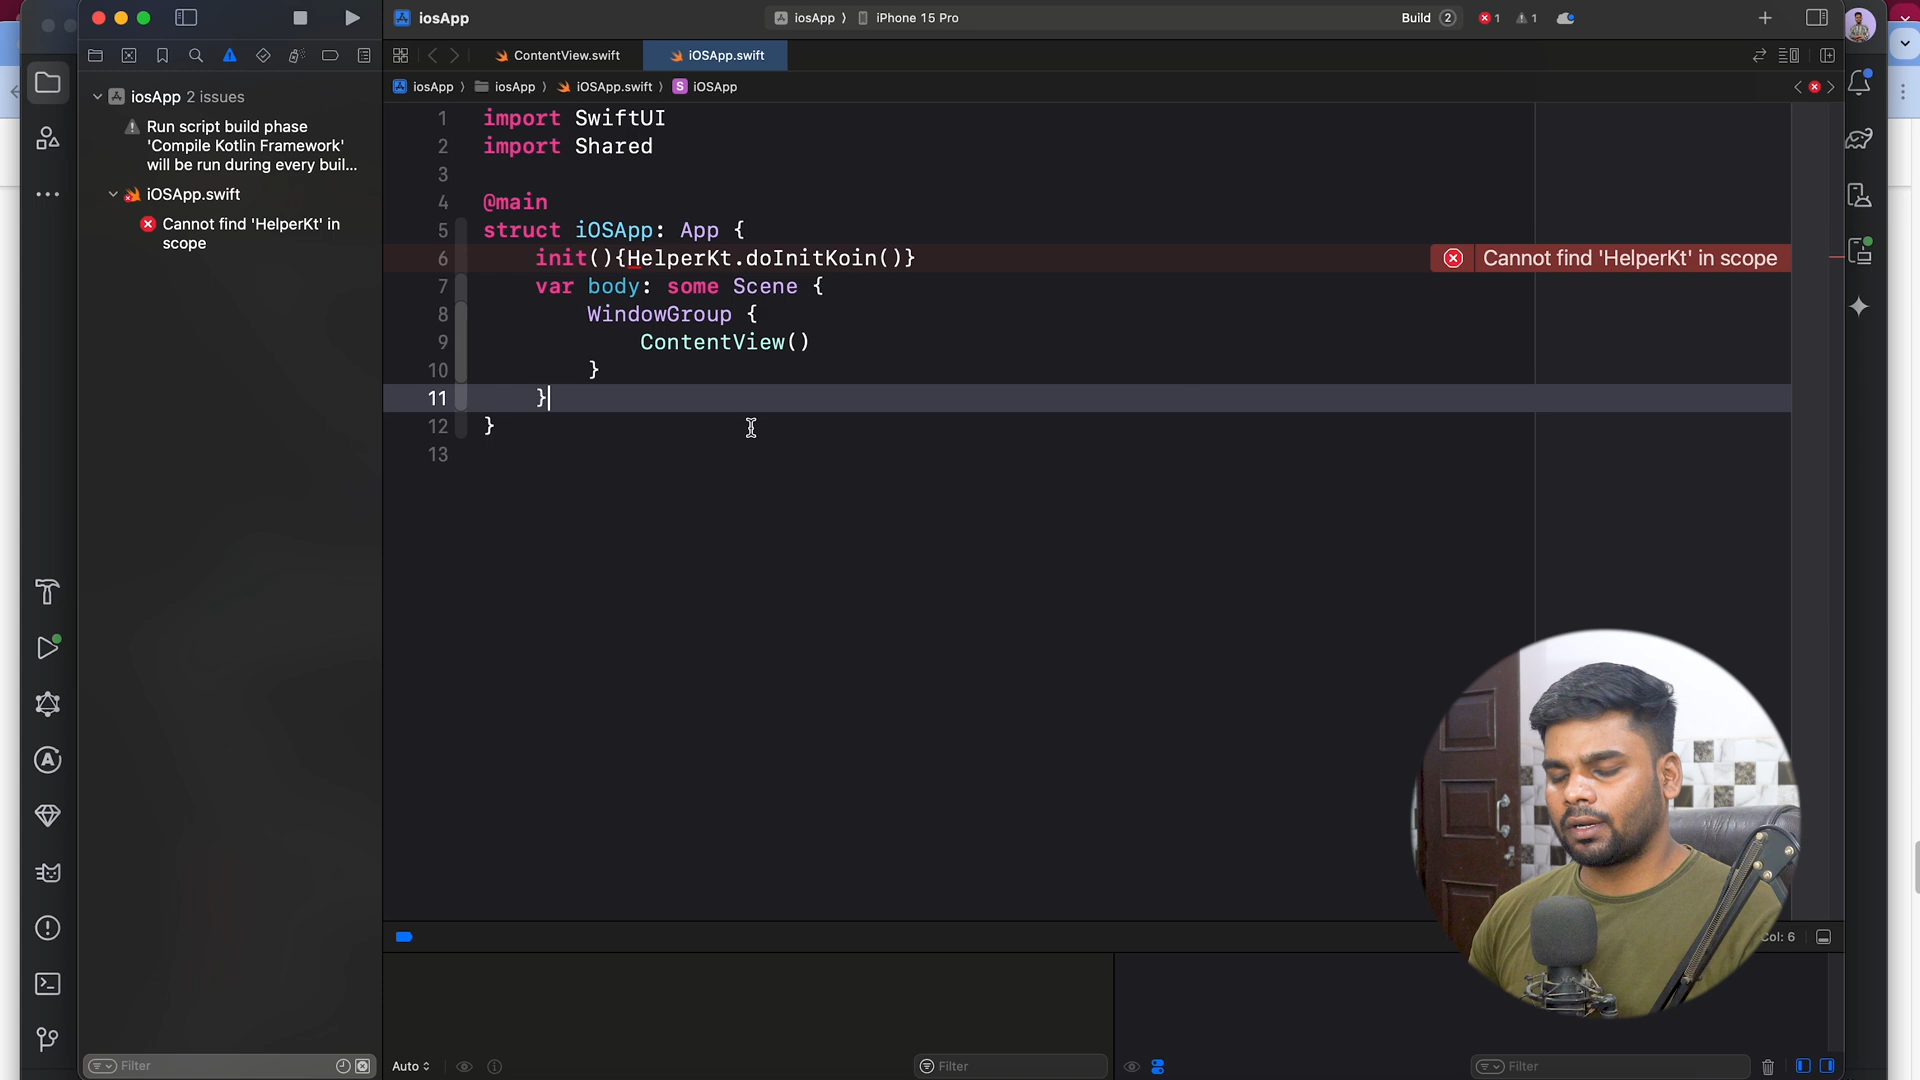 iosApp
iosApp ⟩ iPhone 15 Pro
Build 2
1
1
ContentView.swift
iOSApp.swift
iosApp ⟩ iosApp ⟩ iOSApp.swift ⟩ S iOSApp
iosApp 2 issues
Run script build phase
'Compile Kotlin Framework'
will be run during every buil...
iOSApp.swift
Cannot find 'HelperKt' in
scope
1 import SwiftUI
2 import Shared
3
4 @main
5 struct iOSApp: App {
6 init(){HelperKt.doInitKoin()}
Cannot find 'HelperKt' in scope
7 var body: some Scene {
8 WindowGroup {
9 ContentView()
10 }
11 }
12 }
13
Col: 6
Filter
Auto
Filter
Filter